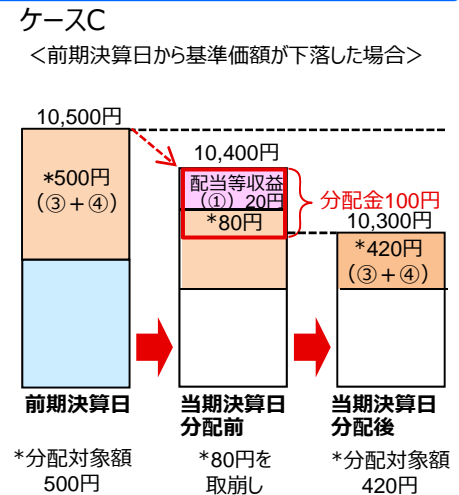 ケースC
＜前期決算日から基準価額が下落した場合＞
10,500円
*500円
（③＋④）
10,400円
配当等収益
（①）20円
*80円
分配金100円
10,300円
*420円
（③＋④）
前期決算日
当期決算日
分配前
当期決算日
分配後
*分配対象額
500円
*80円を
取崩し
*分配対象額
420円